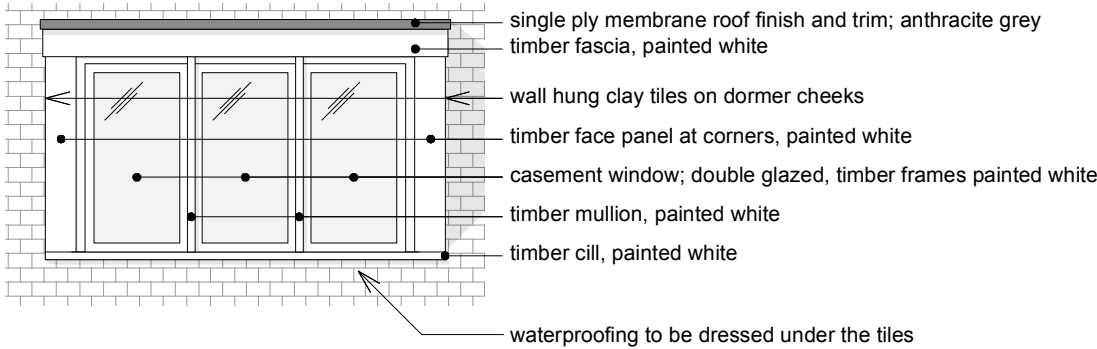 single ply membrane roof finish and trim; anthracite grey
timber fascia, painted white
wall hung clay tiles on dormer cheeks
timber face panel at corners, painted white
casement window; double glazed, timber frames painted white
timber mullion, painted white
timber cill, painted white
waterproofing to be dressed under the tiles